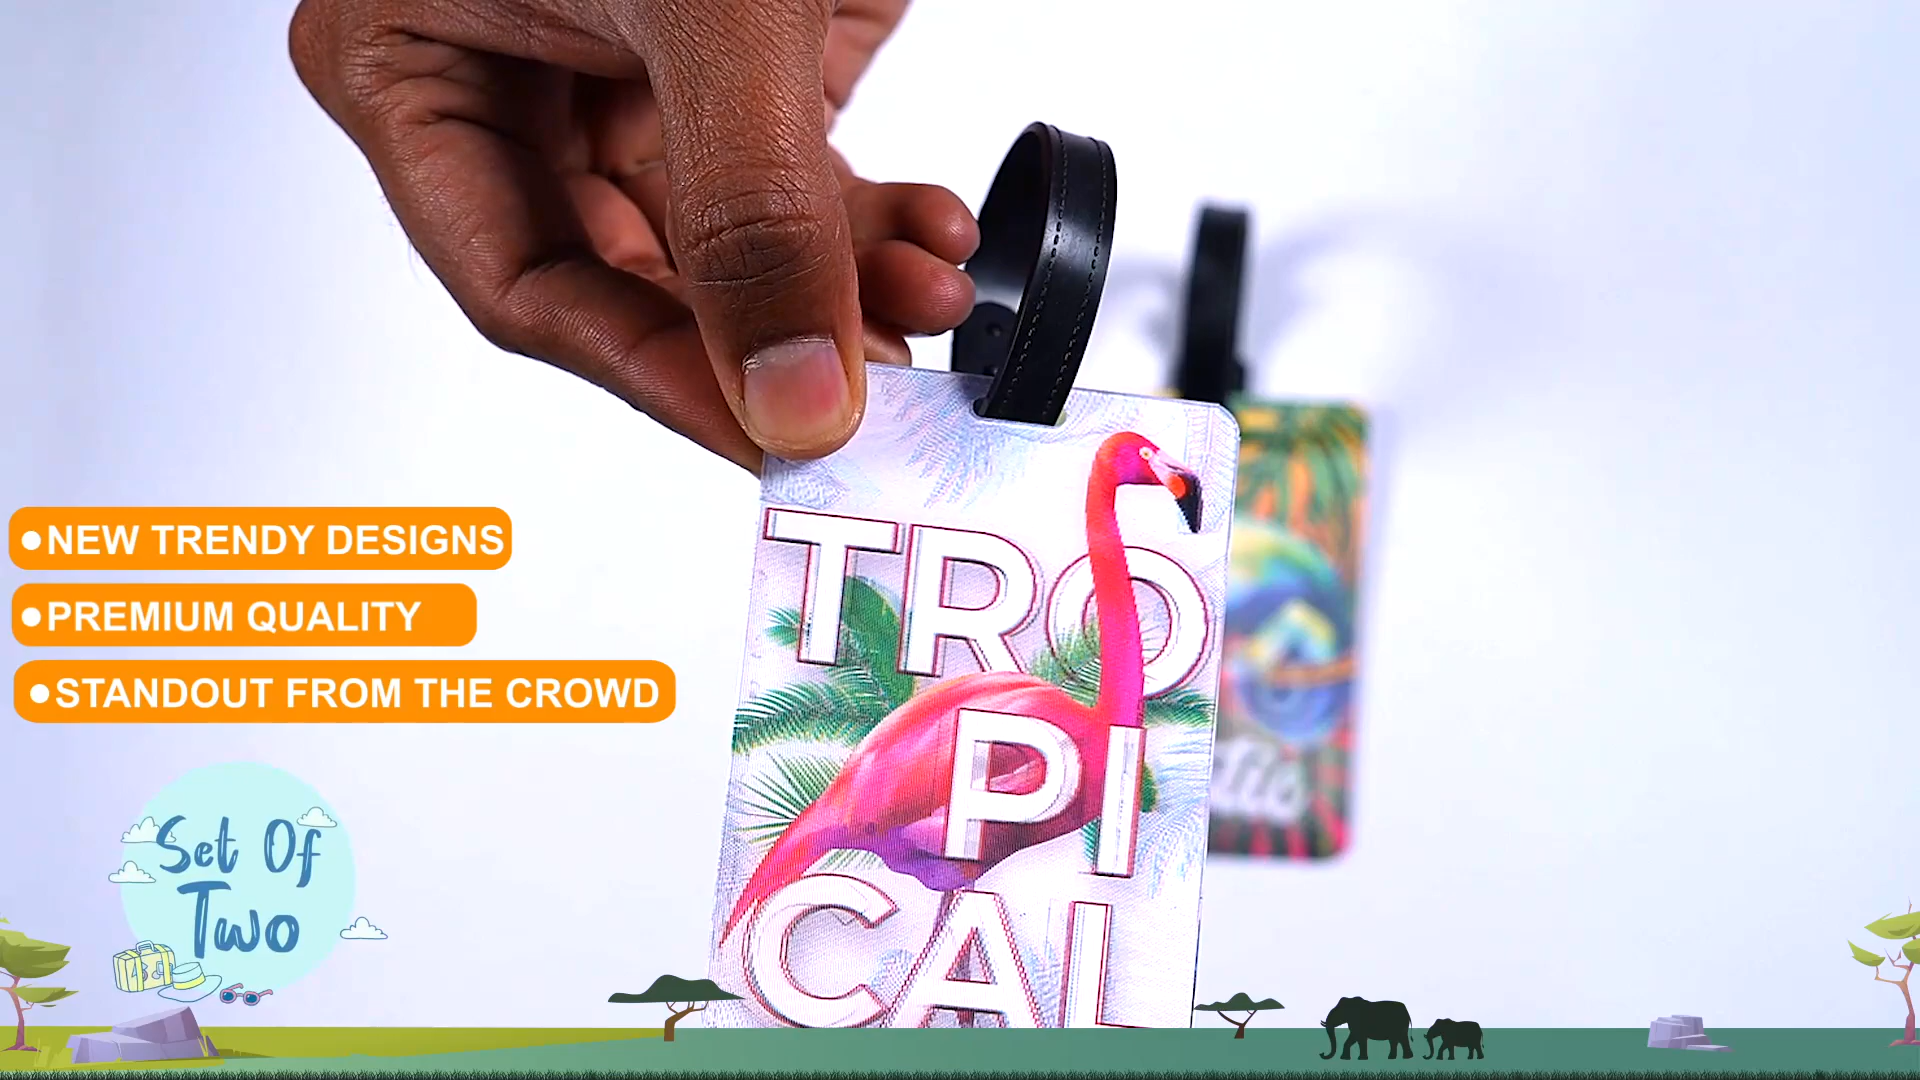 ● NEW TRENDY DESIGNS
● PREMIUM QUALITY
● STANDOUT FROM THE CROWD
Set Of
Two
TRO
PI
CAL